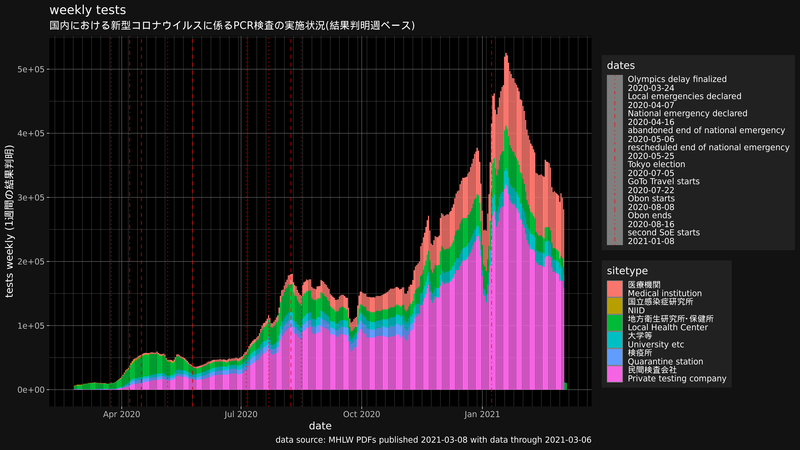 weekly tests
国内における新型コロナウイルスに係るPCR検査の実施状況(結果判明週ベース)
tests weekly (1週間の結果判明)
5e+05
4e+05
3e+05
2e+05
1e+05
0e+00
Apr 2020
Jul 2020
Oct 2020
Jan 2021
date
data source: MHLW PDFs published 2021-03-08 with data through 2021-03-06
dates
Olympics delay finalized
2020-03-24
Local emergencies declared
2020-04-07
National emergency declared
2020-04-16
abandoned end of national emergency
2020-05-06
rescheduled end of national emergency
2020-05-25
Tokyo election
2020-07-05
GoTo Travel starts
2020-07-22
Obon starts
2020-08-08
Obon ends
2020-08-16
second SoE starts
2021-01-08
sitetype
医療機関
Medical institution
国立感染症研究所
NIID
地方衛生研究所・保健所
Local Health Center
大学等
University etc
検疫所
Quarantine station
民間検査会社
Private testing company